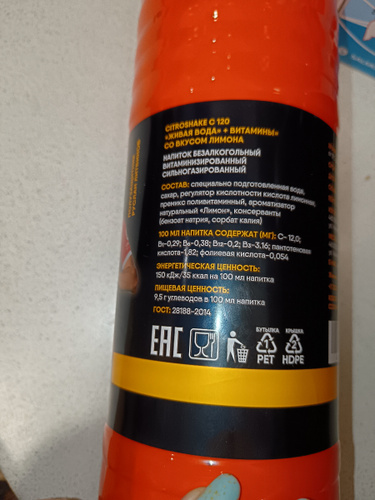 CITROSHAKE C 120
«ЖИВАЯ ВОДА» + ВИТАМИНЫ"
СО ВКУСОМ ЛИМОНА
НАПИТОК БЕЗАЛКОГОЛЬНЫЙ
ВИТАМИНИЗИРОВАННЫЙ
СИЛЬНОГАЗИРОВАННЫЙ
СОСТАВ: специально подготовленная вода,
сахар, регулятор кислотности кислота лимонная,
премикс поливитаминный, ароматизатор
натуральный «Лимон», консерванты
(бензоат натрия, сорбат калия)
100 МЛ НАПИТКА СОДЕРЖАТ (МГ): C-12,0;
B6-0,29; B6-0,38; B12-0,2; B3-3,16; пантотеновая
кислота-1,82; фолиевая кислота-0,054
ЭНЕРГЕТИЧЕСКАЯ ЦЕННОСТЬ:
150 кДж/35 ккал на 100 мл напитка
ПИЩЕВАЯ ЦЕННОСТЬ:
9,5 г углеводов в 100 мл напитка
ГОСТ: 28188-2014
EAC
БУТЫЛКА КРЫШКА
1 2
PET HDPE